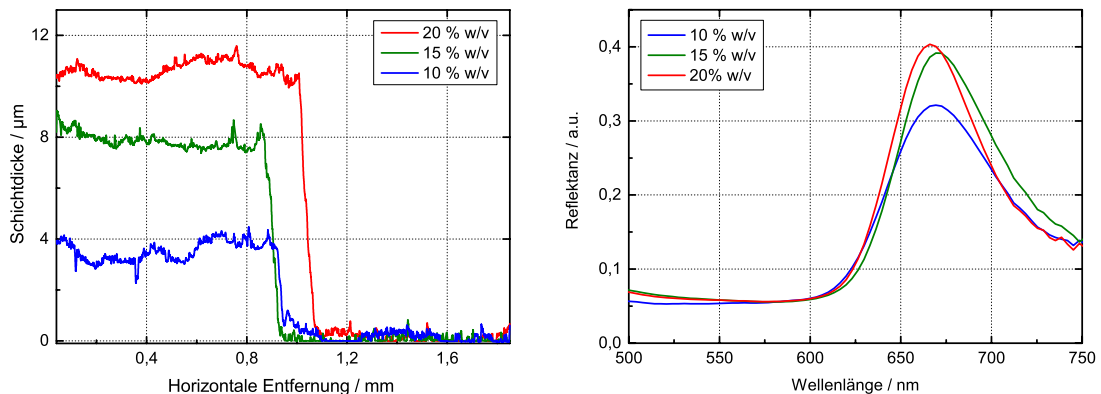 12
8
4
0
0,4
0,8
1,2
1,6
Schichtdicke / µm
Horizontale Entfernung / mm
20 % w/v
15 % w/v
10 % w/v
0,4
0,3
0,2
0,1
0,0
500
550
600
650
700
750
Reflektanz / a.u.
Wellenlänge / nm
10 % w/v
15 % w/v
20% w/v